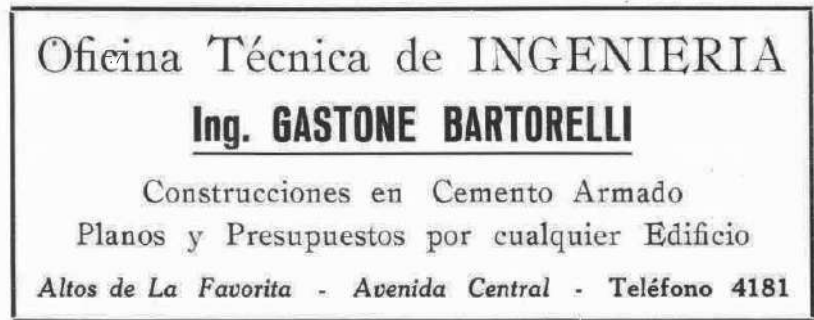 Oficina Técnica de INGENIERIA
Ing. GASTONE BARTORELLI
Construcciones en Cemento Armado
Planos y Presupuestos por cualquier Edificio
Altos de La Favorita - Avenida Central - Teléfono 4181